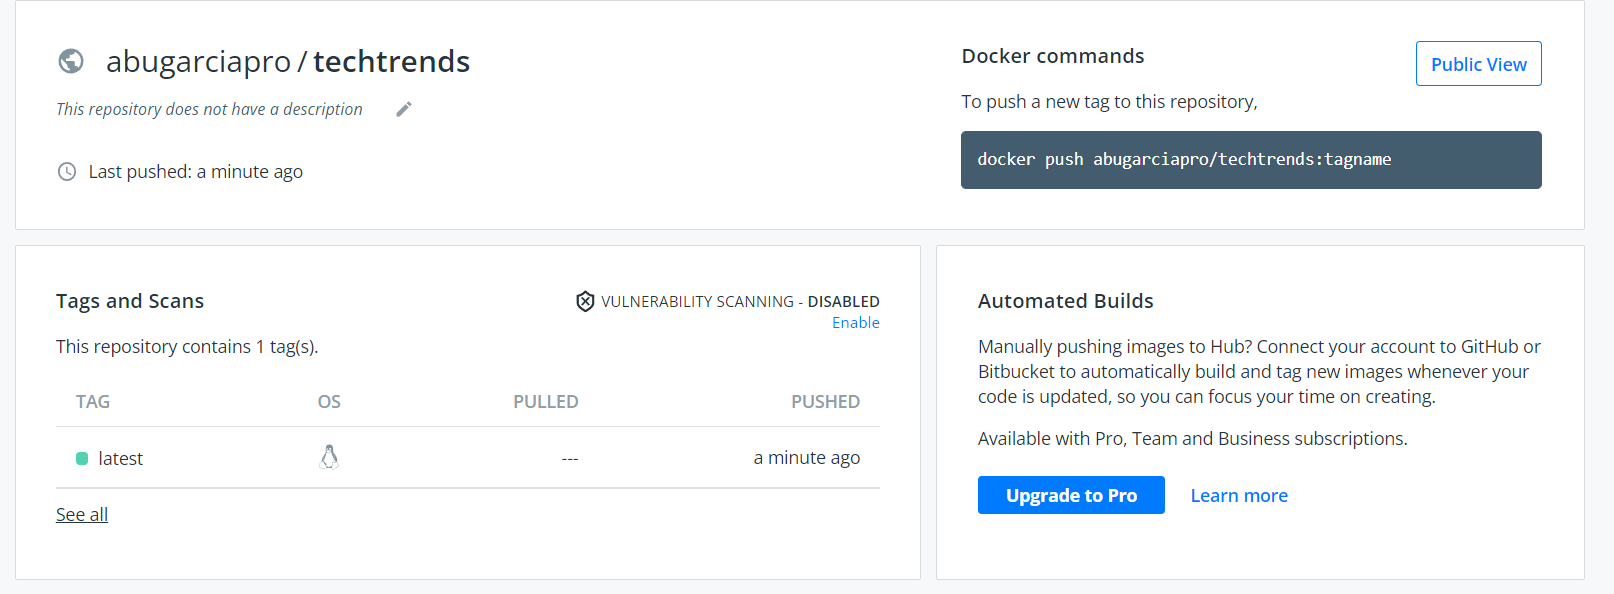 abugarciapro / techtrends
This repository does not have a description
Last pushed: a minute ago
Docker commands
Public View
To push a new tag to this repository,
docker push abugarciapro/techtrends:tagname
Tags and Scans
VULNERABILITY SCANNING - DISABLED
Enable
This repository contains 1 tag(s).
TAG OS PULLED PUSHED
latest --- a minute ago
See all
Automated Builds
Manually pushing images to Hub? Connect your account to GitHub or
Bitbucket to automatically build and tag new images whenever your
code is updated, so you can focus your time on creating.
Available with Pro, Team and Business subscriptions.
Upgrade to Pro Learn more